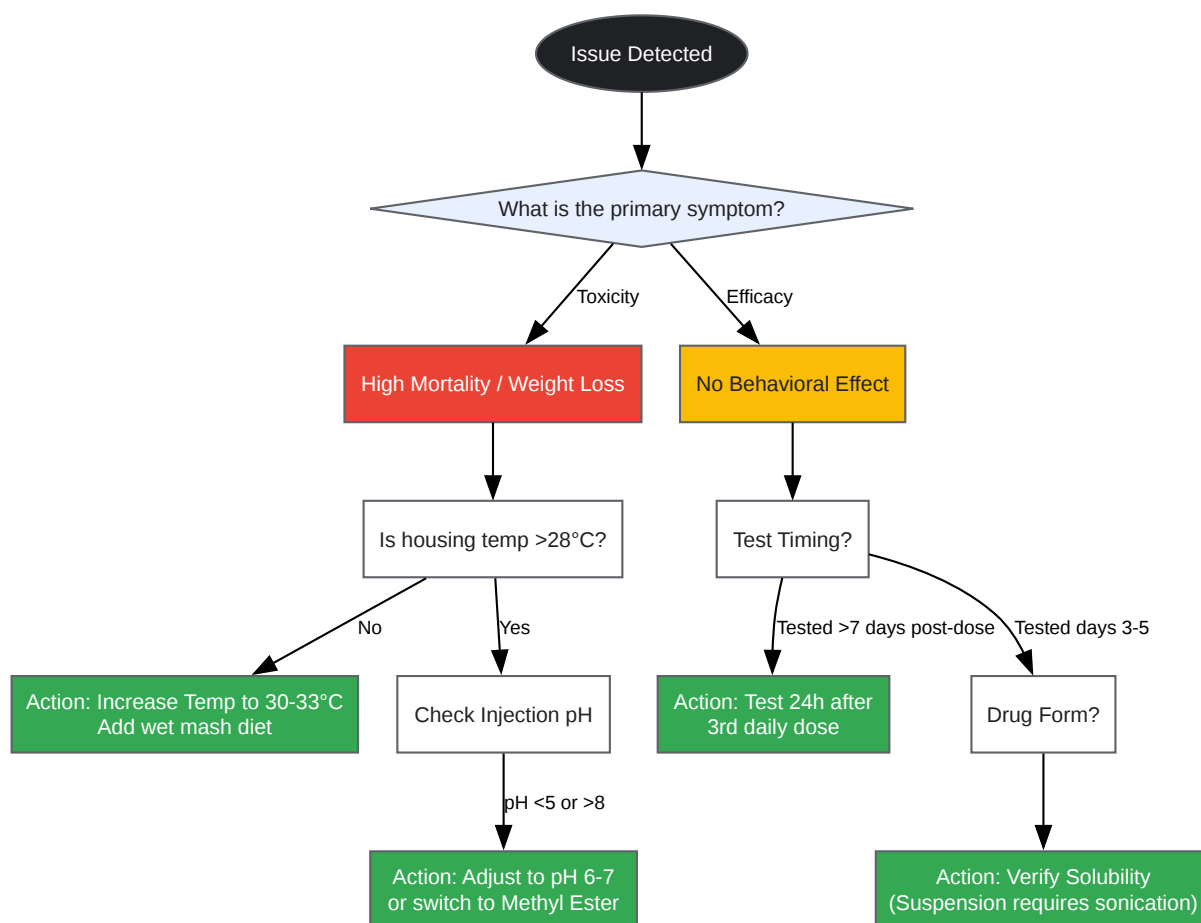 Issue Detected
What is the primary symptom?
Toxicity
Efficacy
High Mortality / Weight Loss
No Behavioral Effect
Is housing temp >28°C?
Test Timing?
No
Yes
Tested >7 days post-dose
Tested days 3-5
Action: Increase Temp to 30-33°C
Add wet mash diet
Check Injection pH
Action: Test 24h after
3rd daily dose
Drug Form?
pH <5 or >8
Action: Adjust to pH 6-7
or switch to Methyl Ester
Action: Verify Solubility
(Suspension requires sonication)